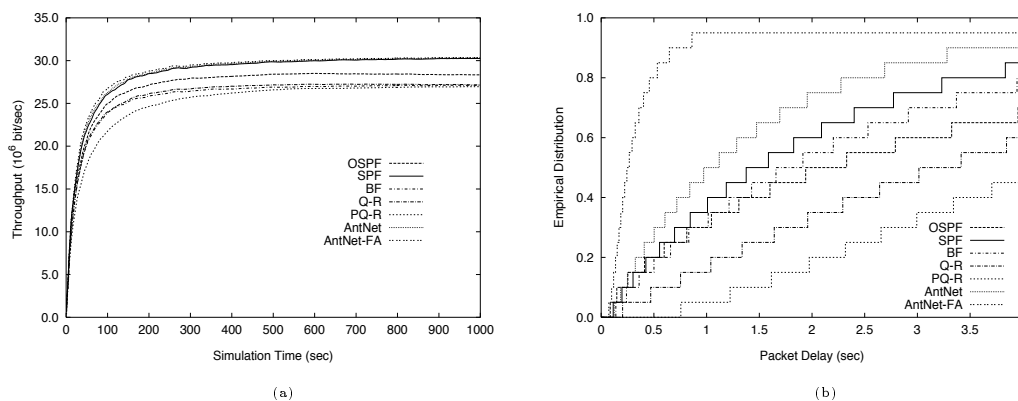 35.0
30.0
25.0
20.0
15.0
10.0
5.0
0.0
Throughput (10⁶ bit/sec)
OSPF
SPF
BF
Q-R
PQ-R
AntNet
AntNet-FA
0 100 200 300 400 500 600 700 800 900 1000
Simulation Time (sec)
(a)
1.0
0.8
0.6
0.4
0.2
0.0
Empirical Distribution
OSPF
SPF
BF
Q-R
PQ-R
AntNet
AntNet-FA
0 0.5 1 1.5 2 2.5 3 3.5
Packet Delay (sec)
(b)